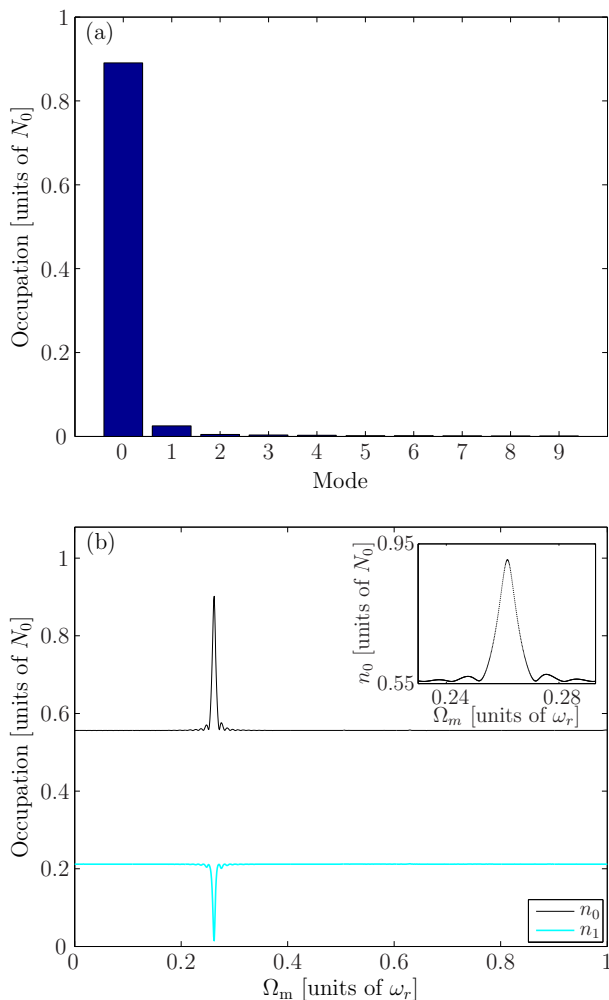 (a)
Occupation [units of N₀]
1
0.8
0.6
0.4
0.2
0
0 1 2 3 4 5 6 7 8 9
Mode
(b)
Occupation [units of N₀]
1
0.8
0.6
0.4
0.2
0
0 0.2 0.4 0.6 0.8 1
Ωₘ [units of ωᵣ]
n₀ [units of N₀]
0.95
0.55
0.24 0.28
Ωₘ [units of ωᵣ]
n₀
n₁